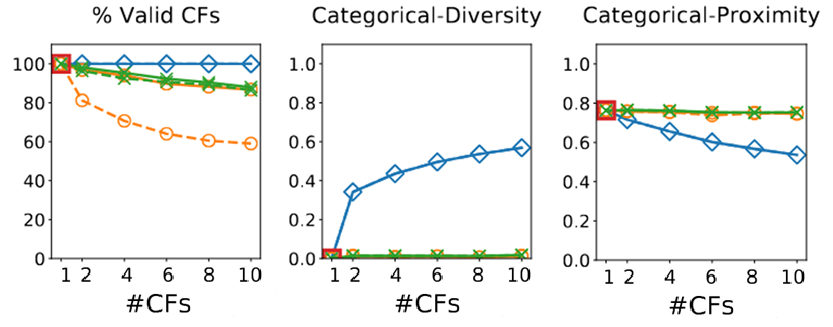 % Valid CFs
100
80
60
40
20
0
1 2 4 6 8 10
#CFs
Categorical-Diversity
1.0
0.8
0.6
0.4
0.2
0.0
1 2 4 6 8 10
#CFs
Categorical-Proximity
1.0
0.8
0.6
0.4
0.2
0.0
1 2 4 6 8 10
#CFs